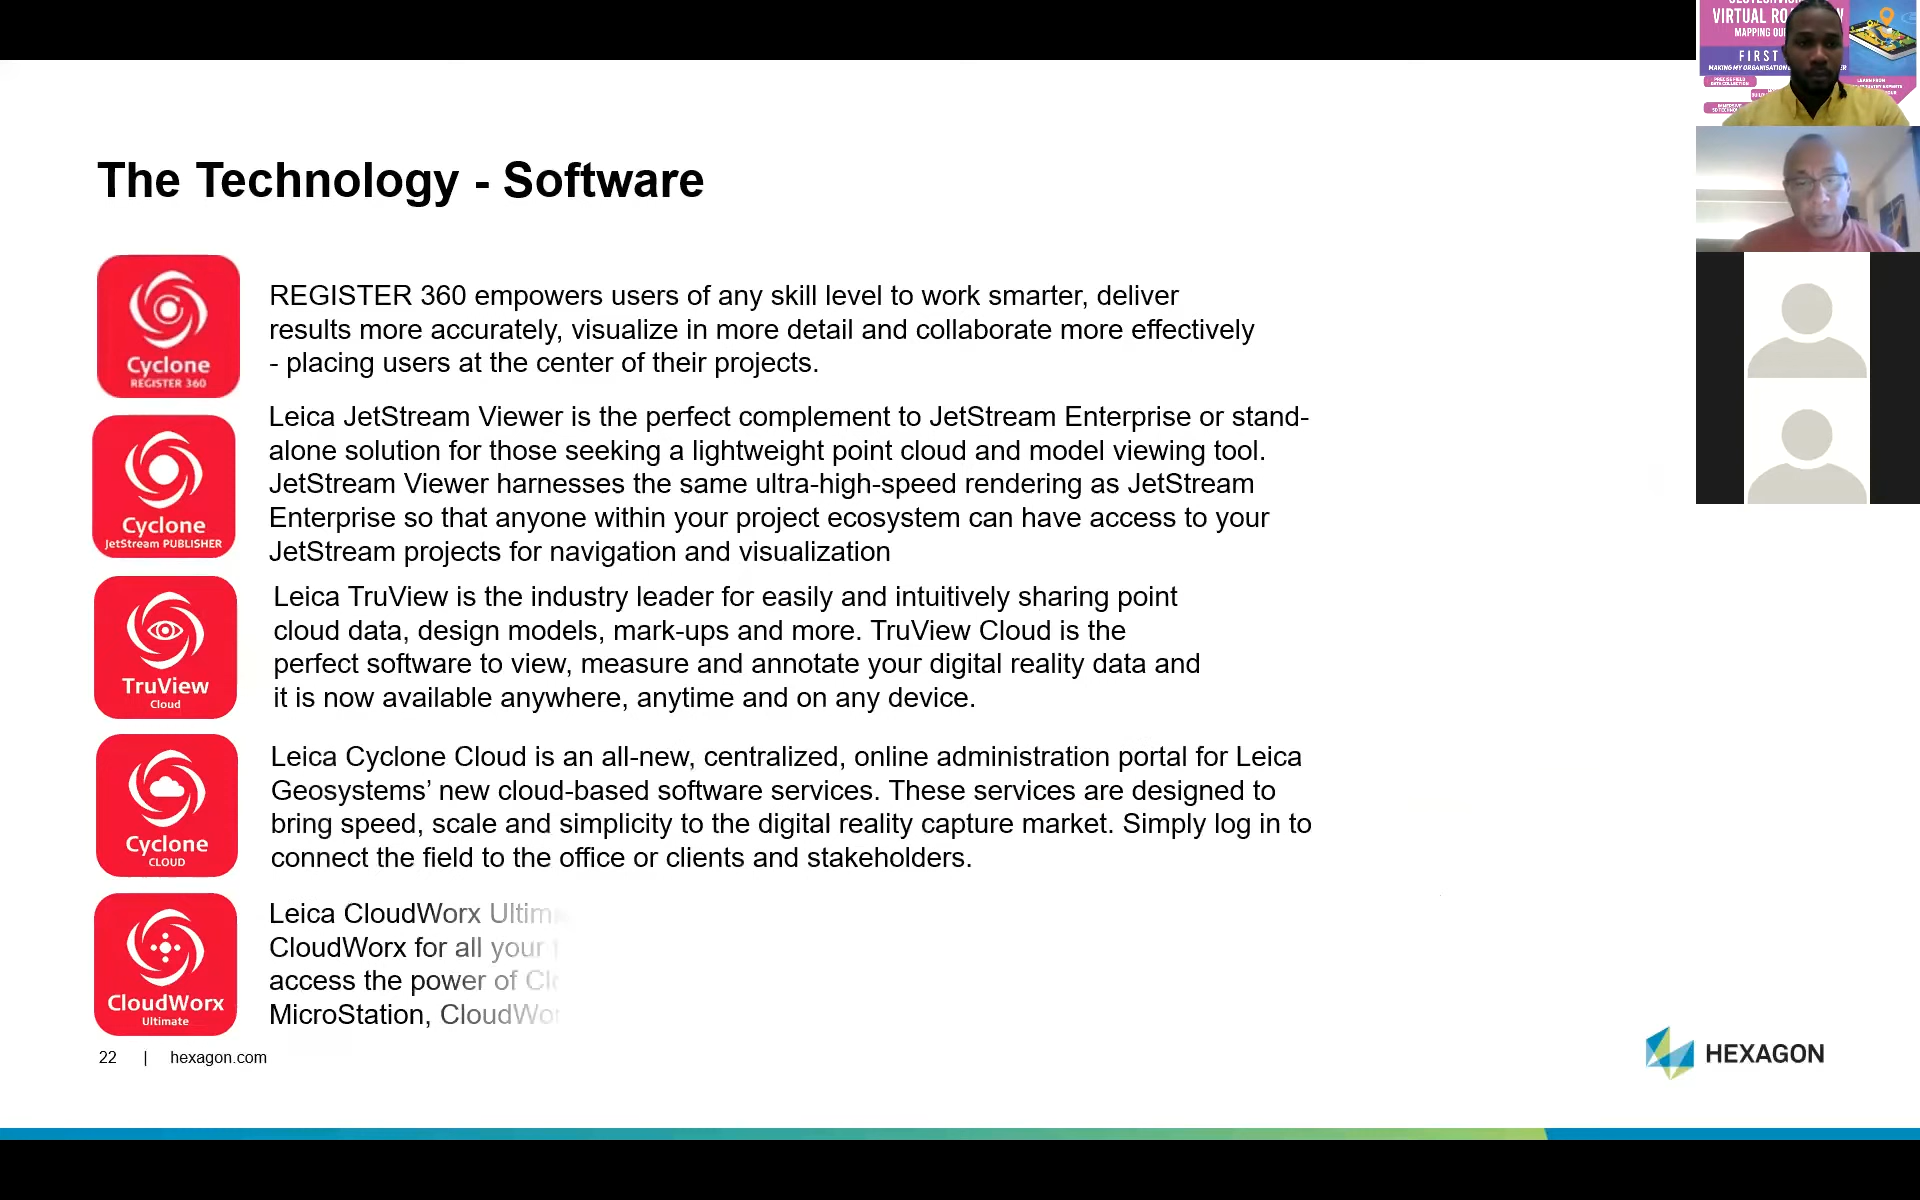 VIRTUAL
MAPPING
FIRST
The Technology - Software
Cyclone
REGISTER 360
REGISTER 360 empowers users of any skill level to work smarter, deliver
results more accurately, visualize in more detail and collaborate more effectively
- placing users at the center of their projects.
Cyclone
JetStream PUBLISHER
Leica JetStream Viewer is the perfect complement to JetStream Enterprise or stand-
alone solution for those seeking a lightweight point cloud and model viewing tool.
JetStream Viewer harnesses the same ultra-high-speed rendering as JetStream
Enterprise so that anyone within your project ecosystem can have access to your
JetStream projects for navigation and visualization
TruView
Cloud
Leica TruView is the industry leader for easily and intuitively sharing point
cloud data, design models, mark-ups and more. TruView Cloud is the
perfect software to view, measure and annotate your digital reality data and
it is now available anywhere, anytime and on any device.
Cyclone
CLOUD
Leica Cyclone Cloud is an all-new, centralized, online administration portal for Leica
Geosystems’ new cloud-based software services. These services are designed to
bring speed, scale and simplicity to the digital reality capture market. Simply log in to
connect the field to the office or clients and stakeholders.
CloudWorx
Ultimate
Leica CloudWorx
CloudWorx for all your
access the power of
MicroStation,
22 | hexagon.com
HEXAGON